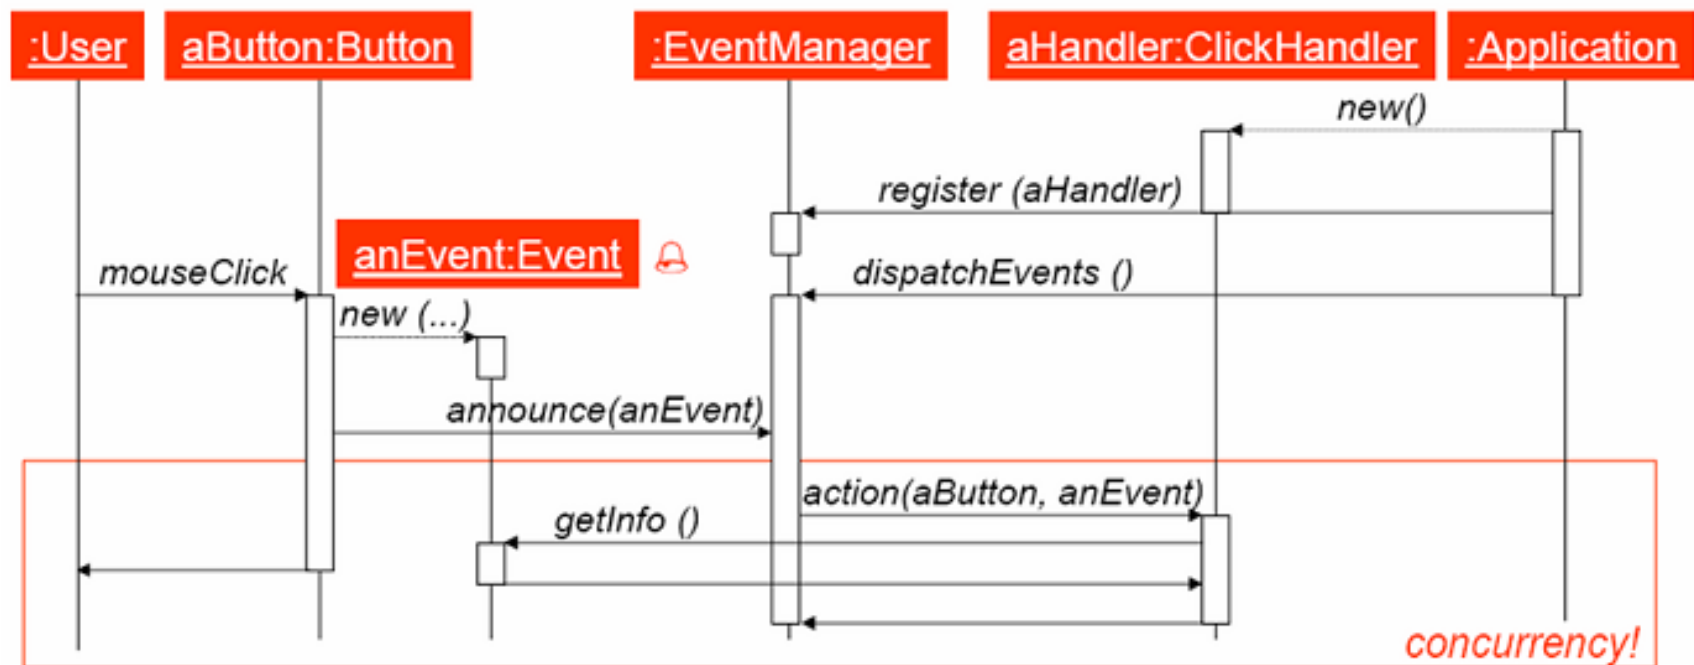 :User
aButton:Button
:EventManager
aHandler:ClickHandler
:Application
new()
register (aHandler)
anEvent:Event
mouseClick
dispatchEvents ()
new (...)
announce(anEvent)
action(aButton, anEvent)
getInfo ()
concurrency!